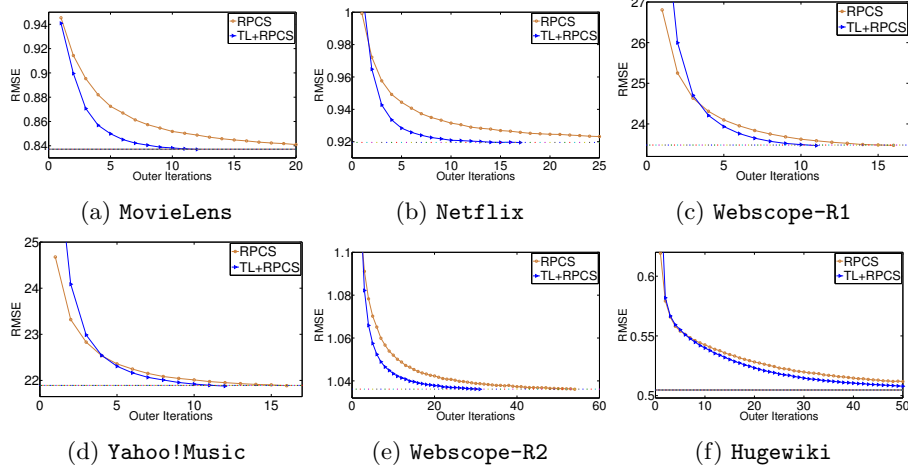 0.94
0.92
0.9
0.88
0.86
0.84
0
5
10
15
20
RMSE
Outer Iterations
RPCS
TL+RPCS
(a) MovieLens
1
0.98
0.96
0.94
0.92
0
5
10
15
20
25
RMSE
Outer Iterations
RPCS
TL+RPCS
(b) Netflix
27
26
25
24
0
5
10
15
RMSE
Outer Iterations
RPCS
TL+RPCS
(c) Webscope-R1
25
24
23
22
0
5
10
15
RMSE
Outer Iterations
RPCS
TL+RPCS
(d) Yahoo!Music
1.1
1.08
1.06
1.04
0
20
40
60
RMSE
Outer Iterations
RPCS
TL+RPCS
(e) Webscope-R2
0.6
0.55
0.5
0
10
20
30
40
50
RMSE
Outer Iterations
RPCS
TL+RPCS
(f) Hugewiki